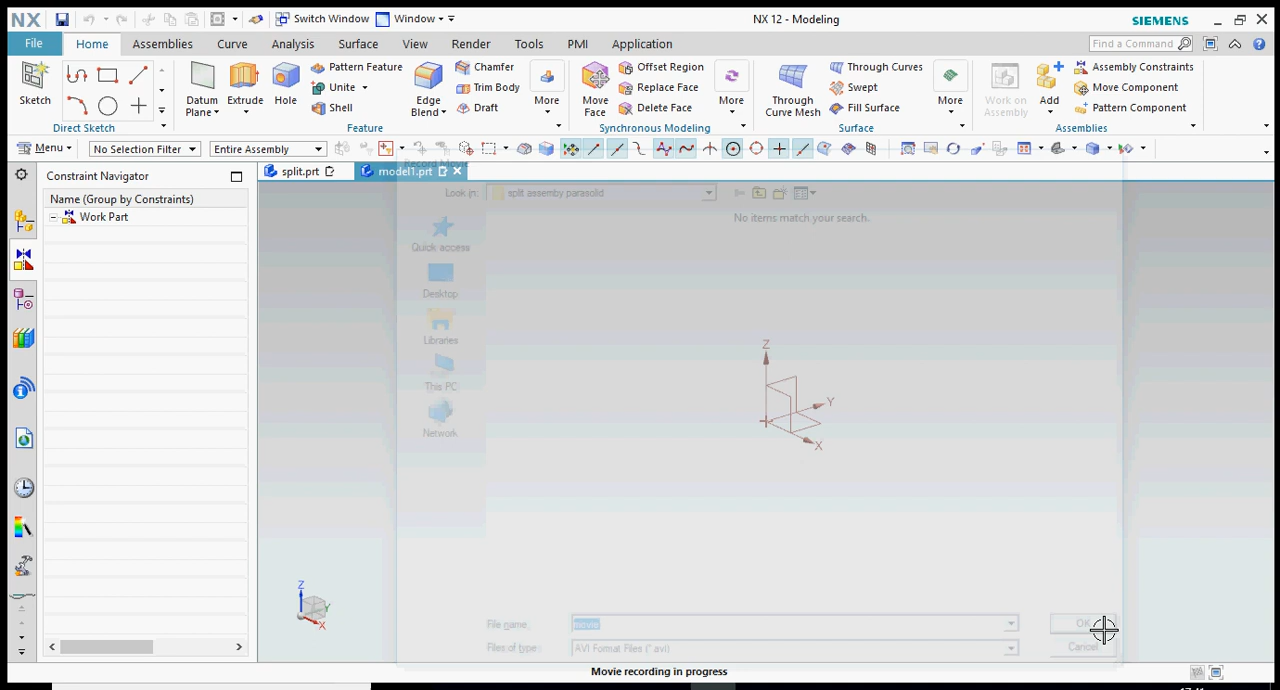 NX
Switch Window
Window
NX 12 - Modeling
SIEMENS
File
Home
Assemblies
Curve
Analysis
Surface
View
Render
Tools
PMI
Application
Find a Command
Sketch
Direct Sketch
Datum Plane
Extrude
Hole
Pattern Feature
Unite
Shell
Edge Blend
Chamfer
Trim Body
Draft
More
Feature
Move Face
Offset Region
Replace Face
Delete Face
More
Synchronous Modeling
Through Curve Mesh
Through Curves
Swept
Fill Surface
More
Surface
Work on Assembly
Add
Assembly Constraints
Move Component
Pattern Component
Assemblies
Menu
No Selection Filter
Entire Assembly
Constraint Navigator
Name (Group by Constraints)
Work Part
split.prt
model1.prt
Record Movie
Look in:
split assemby parasolid
No items match your search.
Quick access
Desktop
Libraries
This PC
Network
Z
Y
X
Z
Y
X
File name:
movie
OK
Files of type:
AVI Format Files (*.avi)
Cancel
Movie recording in progress